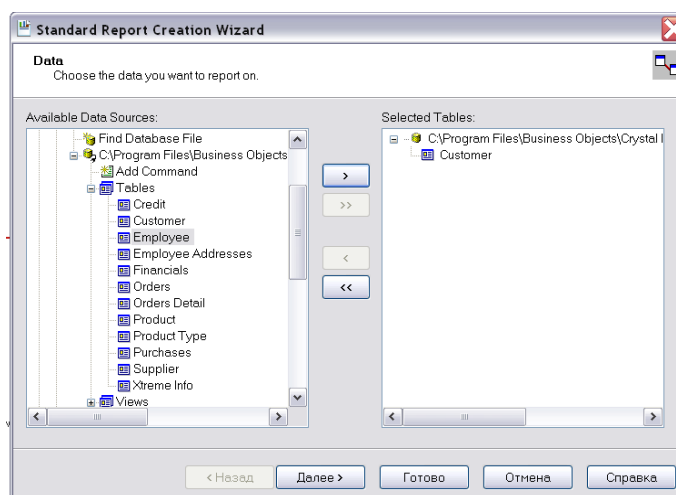 Standard Report Creation Wizard
Data
Choose the data you want to report on.
Available Data Sources:
Find Database File
C:\Program Files\Business Objects
Add Command
Tables
Credit
Customer
Employee
Employee Addresses
Financials
Orders
Orders Detail
Product
Product Type
Purchases
Supplier
Xtreme Info
Views
>
>>
<
<<
Selected Tables:
C:\Program Files\Business Objects\Crystal
Customer
< Назад
Далее >
Готово
Отмена
Справка